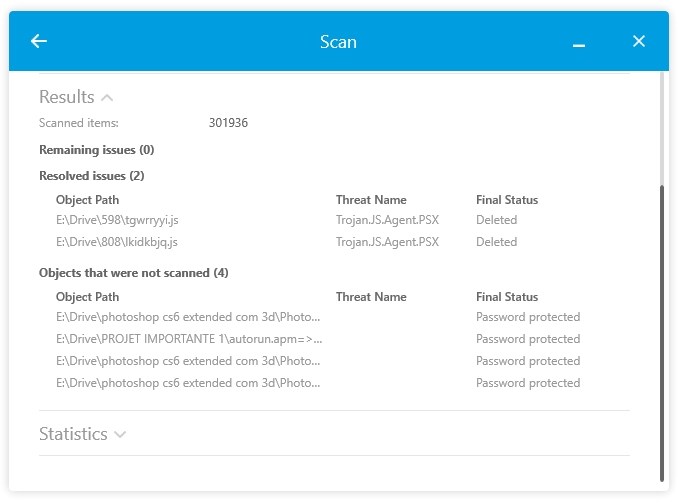 Scan
Results
Scanned items: 301936
Remaining issues (0)
Resolved issues (2)
Object Path Threat Name Final Status
E:\Drive\598\tgwrryyi.js Trojan.JS.Agent.PSX Deleted
E:\Drive\808\lkidkbjq.js Trojan.JS.Agent.PSX Deleted
Objects that were not scanned (4)
Object Path Threat Name Final Status
E:\Drive\photoshop cs6 extended com 3d\Photo... Password protected
E:\Drive\PROJET IMPORTANTE 1\autorun.apm=>... Password protected
E:\Drive\photoshop cs6 extended com 3d\Photo... Password protected
E:\Drive\photoshop cs6 extended com 3d\Photo... Password protected
Statistics